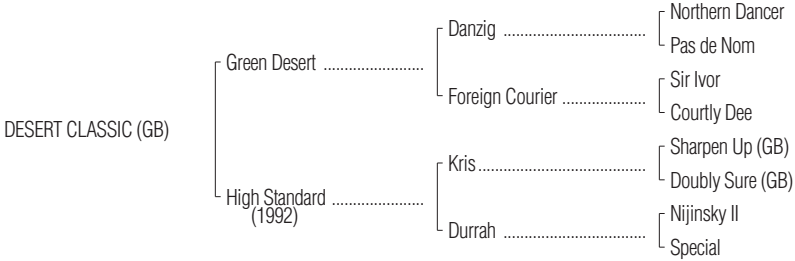 Northern Dancer
Danzig ................................
Pas de Nom
Green Desert .......................
Sir Ivor
Foreign Courier ...................
Courtly Dee
DESERT CLASSIC (GB)
Sharpen Up (GB)
Kris......................................
Doubly Sure (GB)
High Standard .....................
(1992)
Nijinsky II
Durrah ................................
Special